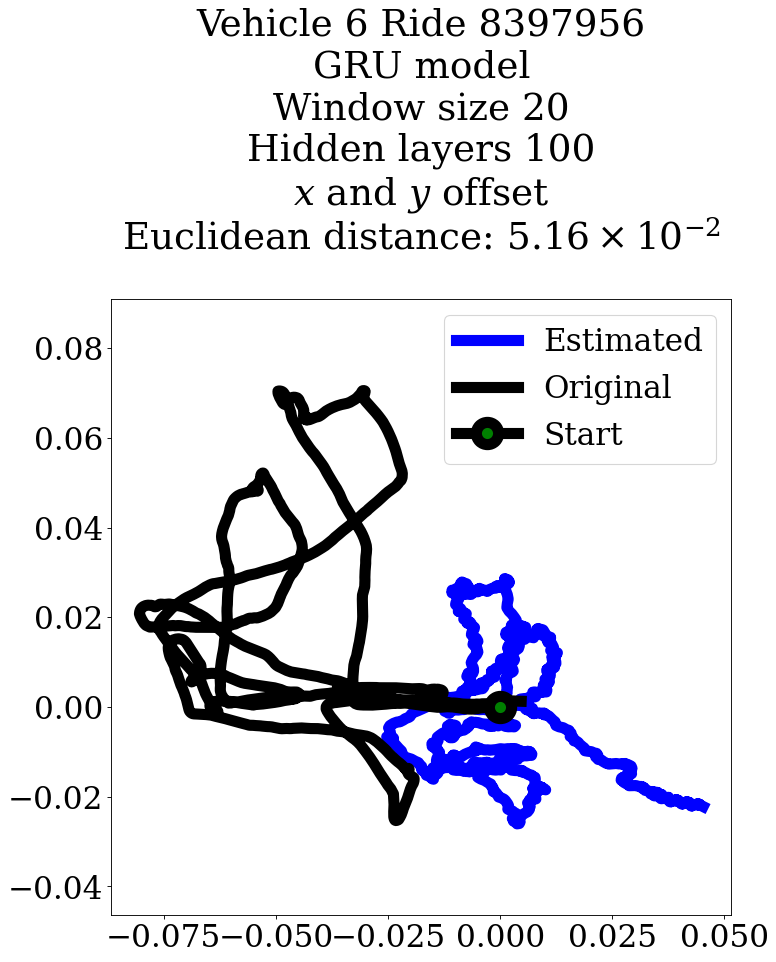 Vehicle 6 Ride 8397956
GRU model
Window size 20
Hidden layers 100
x and y offset
Euclidean distance: 5.16 × 10⁻²
Estimated
Original
Start
0.08
0.06
0.04
0.02
0.00
−0.02
−0.04
−0.075 −0.050 −0.025 0.000 0.025 0.050